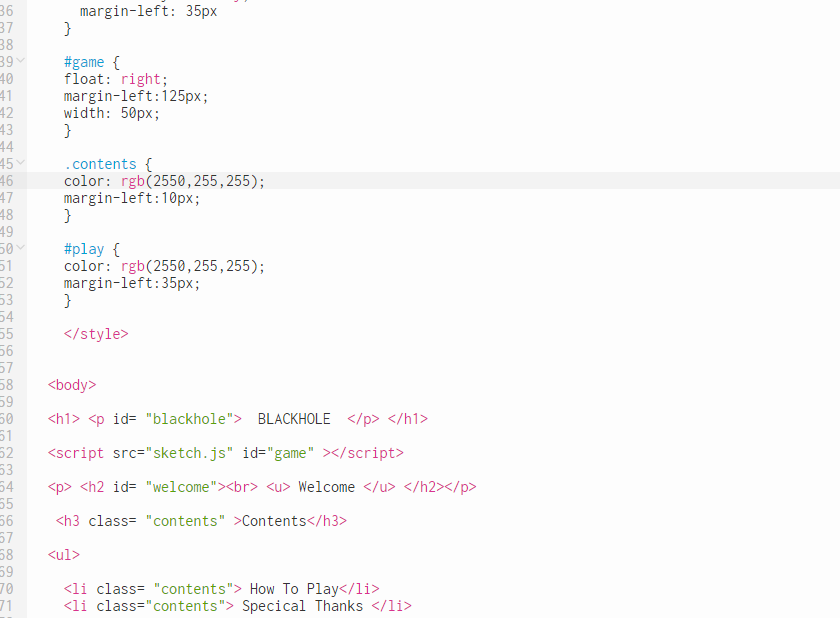 36 margin-left: 35px
37 }
38
39 #game {
40 float: right;
41 margin-left:125px;
42 width: 50px;
43 }
44
45 .contents {
46 color: rgb(2550,255,255);
47 margin-left:10px;
48 }
49
50 #play {
51 color: rgb(2550,255,255);
52 margin-left:35px;
53 }
54
55 </style>
56
57
58 <body>
59
60 <h1> <p id= "blackhole">  BLACKHOLE  </p> </h1>
61
62 <script src="sketch.js" id="game" ></script>
63
64 <p> <h2 id= "welcome"><br> <u> Welcome </u> </h2></p>
65
66 <h3 class= "contents" >Contents</h3>
67
68 <ul>
69
70 <li class= "contents"> How To Play</li>
71 <li class="contents"> Specical Thanks </li>